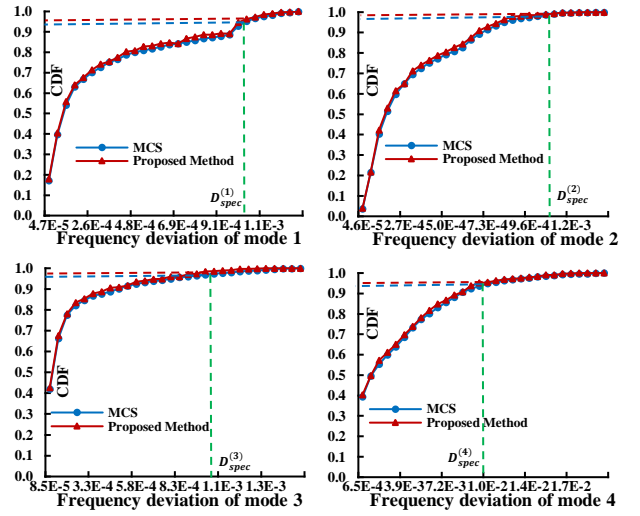 1.0
0.9
0.8
0.7
0.6
0.5
0.4
0.3
0.2
0.1
0.0
CDF
MCS
Proposed Method
D_spec^(1)
4.7E-5 2.6E-4 4.8E-4 6.9E-4 9.1E-4 1.1E-3
Frequency deviation of mode 1
1.0
0.9
0.8
0.7
0.6
0.5
0.4
0.3
0.2
0.1
0.0
CDF
MCS
Proposed Method
D_spec^(2)
4.6E-5 2.7E-4 5.0E-4 7.3E-4 9.6E-4 1.2E-3
Frequency deviation of mode 2
1.0
0.9
0.8
0.7
0.6
0.5
0.4
0.3
0.2
0.1
0.0
CDF
MCS
Proposed Method
D_spec^(3)
8.5E-5 3.3E-4 5.8E-4 8.3E-4 1.1E-3 1.3E-3
Frequency deviation of mode 3
1.0
0.9
0.8
0.7
0.6
0.5
0.4
0.3
0.2
0.1
0.0
CDF
MCS
Proposed Method
D_spec^(4)
6.5E-4 3.9E-3 7.2E-3 1.0E-2 1.4E-2 1.7E-2
Frequency deviation of mode 4